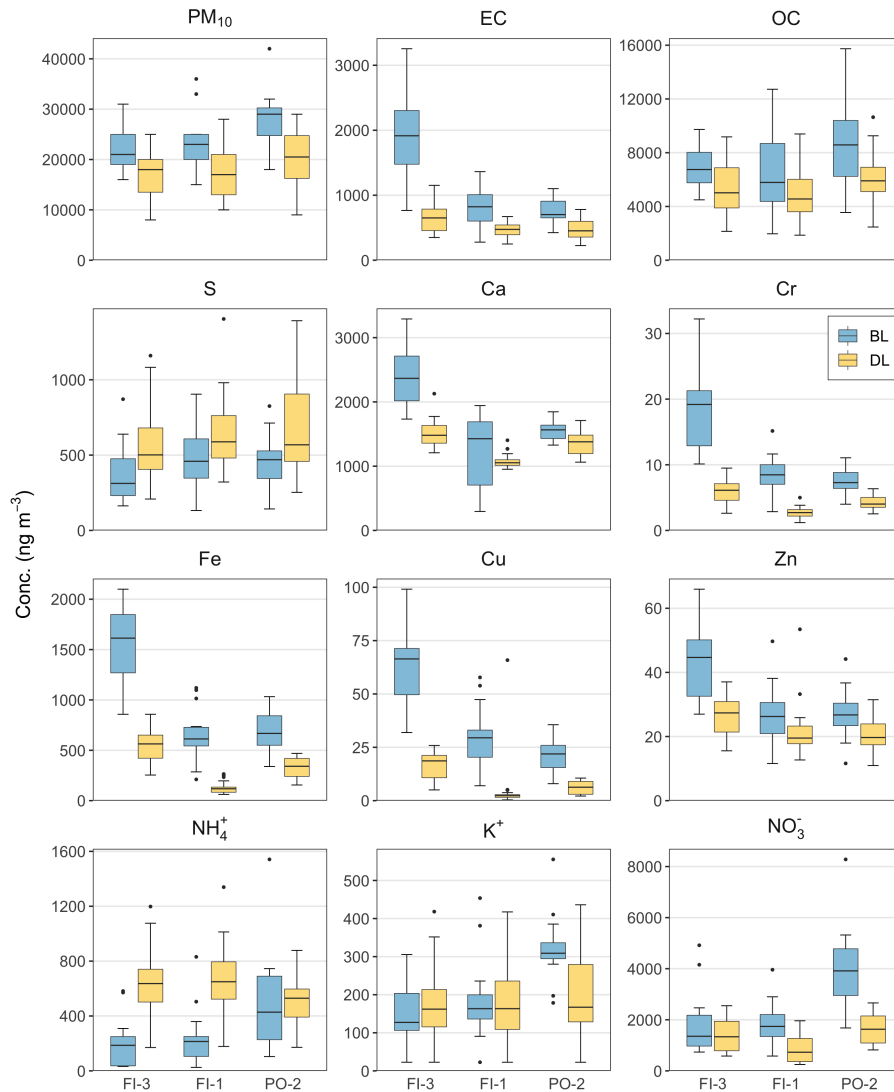 PM₁₀ EC OC
40000 3000 16000
30000 2000 12000
20000 1000 8000
10000 0 4000
0 0
S Ca Cr
1000 3000 30
500 2000 20
0 1000 10
0 0
BL
DL
Conc. (ng m⁻³)
Fe Cu Zn
2000 100 60
1500 75 40
1000 50 20
500 25 0
0 0
NH₄⁺ K⁺ NO₃⁻
1600 500 8000
1200 400 6000
800 300 4000
400 200 2000
0 100 0
0
FI-3 FI-1 PO-2 FI-3 FI-1 PO-2 FI-3 FI-1 PO-2